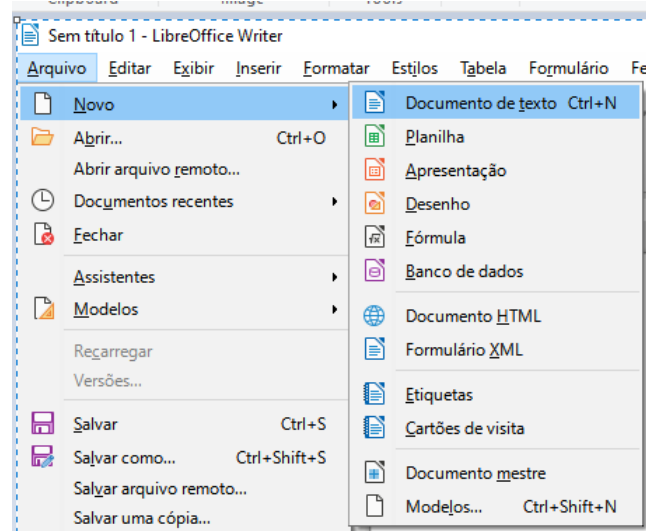 Sem título 1 - LibreOffice Writer
Arquivo Editar Exibir Inserir Formatar Estilos Tabela Formulário
Novo
Abrir... Ctrl+O
Abrir arquivo remoto...
Documentos recentes
Fechar
Assistentes
Modelos
Recarregar
Versões...
Salvar Ctrl+S
Salvar como... Ctrl+Shift+S
Salvar arquivo remoto...
Salvar uma cópia...
Documento de texto Ctrl+N
Planilha
Apresentação
Desenho
Fórmula
Banco de dados
Documento HTML
Formulário XML
Etiquetas
Cartões de visita
Documento mestre
Modelos... Ctrl+Shift+N